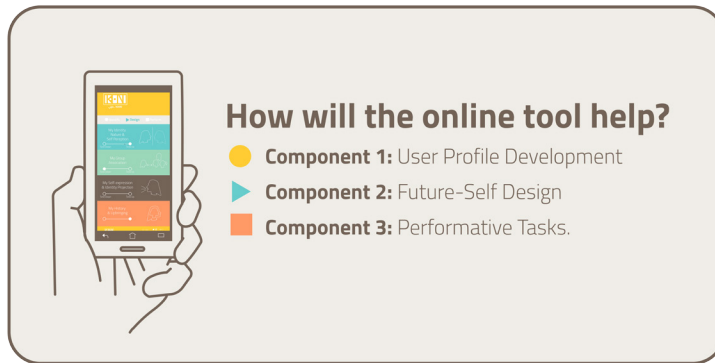 How will the online tool help?
Component 1: User Profile Development
Component 2: Future-Self Design
Component 3: Performative Tasks.